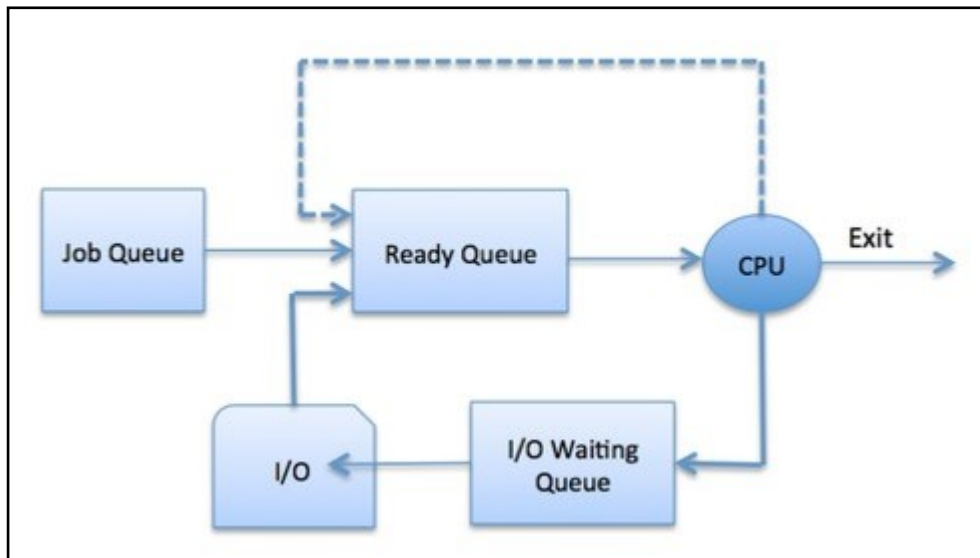 Job Queue
Ready Queue
CPU
Exit
I/O
I/O Waiting
Queue